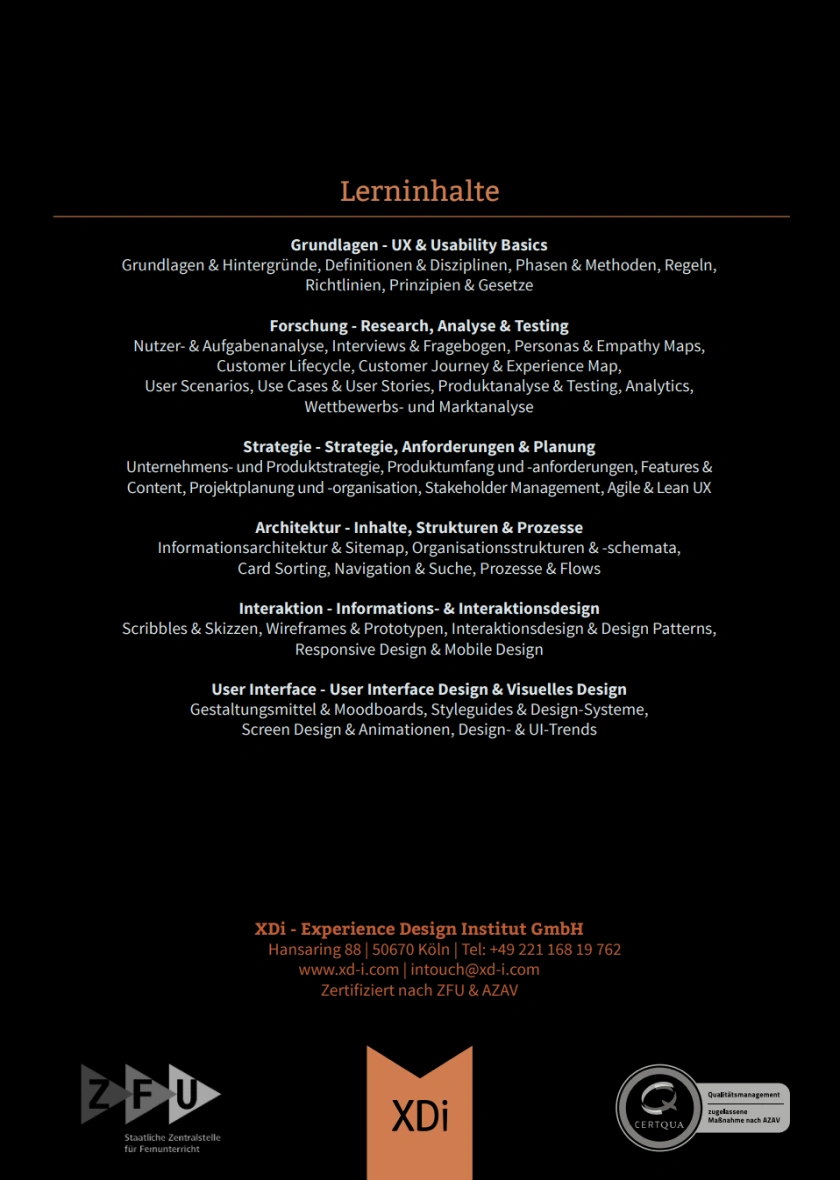 Lerninhalte
Grundlagen - UX & Usability Basics
Grundlagen & Hintergründe, Definitionen & Disziplinen, Phasen & Methoden, Regeln,
Richtlinien, Prinzipien & Gesetze
Forschung - Research, Analyse & Testing
Nutzer- & Aufgabenanalyse, Interviews & Fragebogen, Personas & Empathy Maps,
Customer Lifecycle, Customer Journey & Experience Map,
User Scenarios, Use Cases & User Stories, Produktanalyse & Testing, Analytics,
Wettbewerbs- und Marktanalyse
Strategie - Strategie, Anforderungen & Planung
Unternehmens- und Produktstrategie, Produktumfang und -anforderungen, Features &
Content, Projektplanung und -organisation, Stakeholder Management, Agile & Lean UX
Architektur - Inhalte, Strukturen & Prozesse
Informationsarchitektur & Sitemap, Organisationsstrukturen & -schemata,
Card Sorting, Navigation & Suche, Prozesse & Flows
Interaktion - Informations- & Interaktionsdesign
Scribbles & Skizzen, Wireframes & Prototypen, Interaktionsdesign & Design Patterns,
Responsive Design & Mobile Design
User Interface - User Interface Design & Visuelles Design
Gestaltungsmittel & Moodboards, Styleguides & Design-Systeme,
Screen Design & Animationen, Design- & UI-Trends
XDi - Experience Design Institut GmbH
Hansaring 88 | 50670 Köln | Tel: +49 221 168 19 762
www.xd-i.com | intouch@xd-i.com
Zertifiziert nach ZFU & AZAV
ZFU
Staatliche Zentralstelle
für Fernunterricht
XDi
CERTQUA
Qualitätsmanagement
zugelassene
Maßnahme nach AZAV